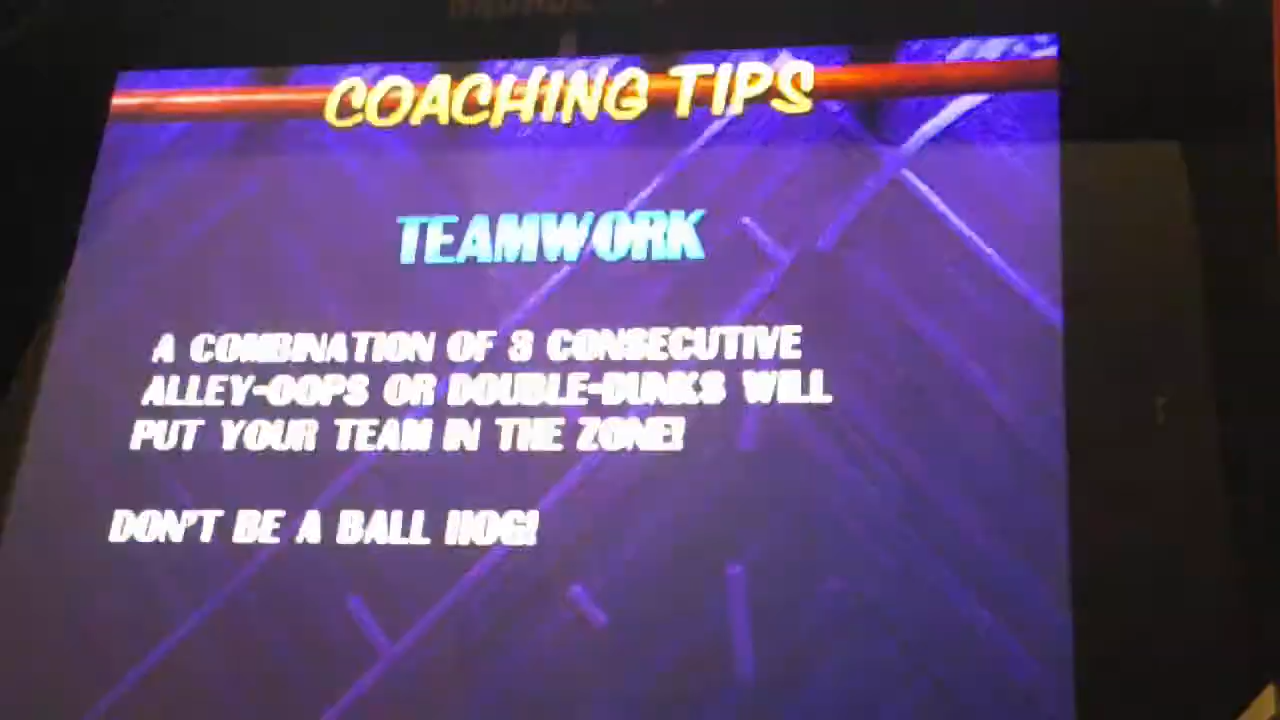 COACHING TIPS
TEAMWORK
A COMBINATION OF 3 CONSECUTIVE
ALLEY-OOPS OR DOUBLE-DUNKS WILL
PUT YOUR TEAM IN THE ZONE!
DON'T BE A BALL HOG!